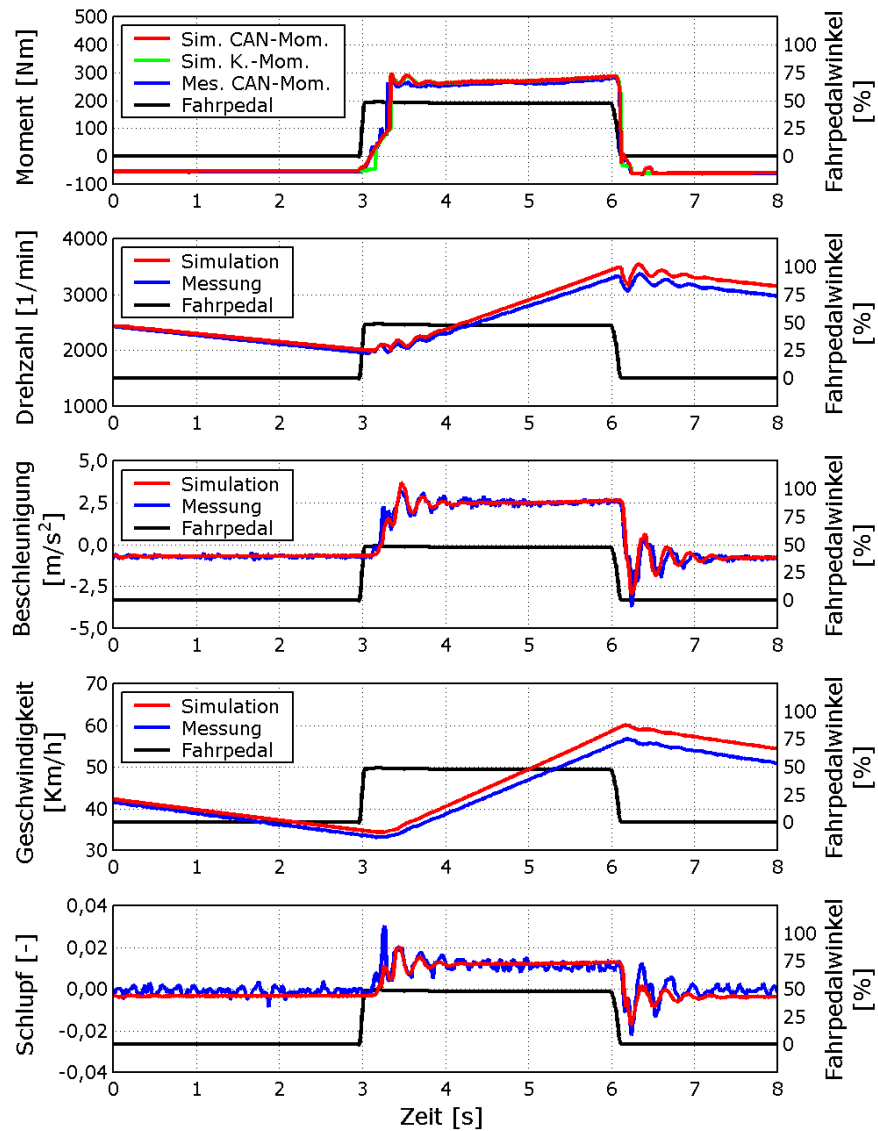 Moment [Nm]
500
400
300
200
100
0
-100
Sim. CAN-Mom.
Sim. K.-Mom.
Mes. CAN-Mom.
Fahrpedal
100
75
50
25
0
Fahrpedalwinkel
[%]
0 1 2 3 4 5 6 7 8
Drehzahl [1/min]
4000
3000
2000
1000
Simulation
Messung
Fahrpedal
100
75
50
25
0
Fahrpedalwinkel
[%]
0 1 2 3 4 5 6 7 8
Beschleunigung
[m/s²]
5,0
2,5
0,0
-2,5
-5,0
Simulation
Messung
Fahrpedal
100
75
50
25
0
Fahrpedalwinkel
[%]
0 1 2 3 4 5 6 7 8
Geschwindigkeit
[Km/h]
70
60
50
40
30
Simulation
Messung
Fahrpedal
100
75
50
25
0
Fahrpedalwinkel
[%]
0 1 2 3 4 5 6 7 8
Schlupf [-]
0,04
0,02
0,00
-0,02
-0,04
100
75
50
25
0
Fahrpedalwinkel
[%]
0 1 2 3 4 5 6 7 8
Zeit [s]